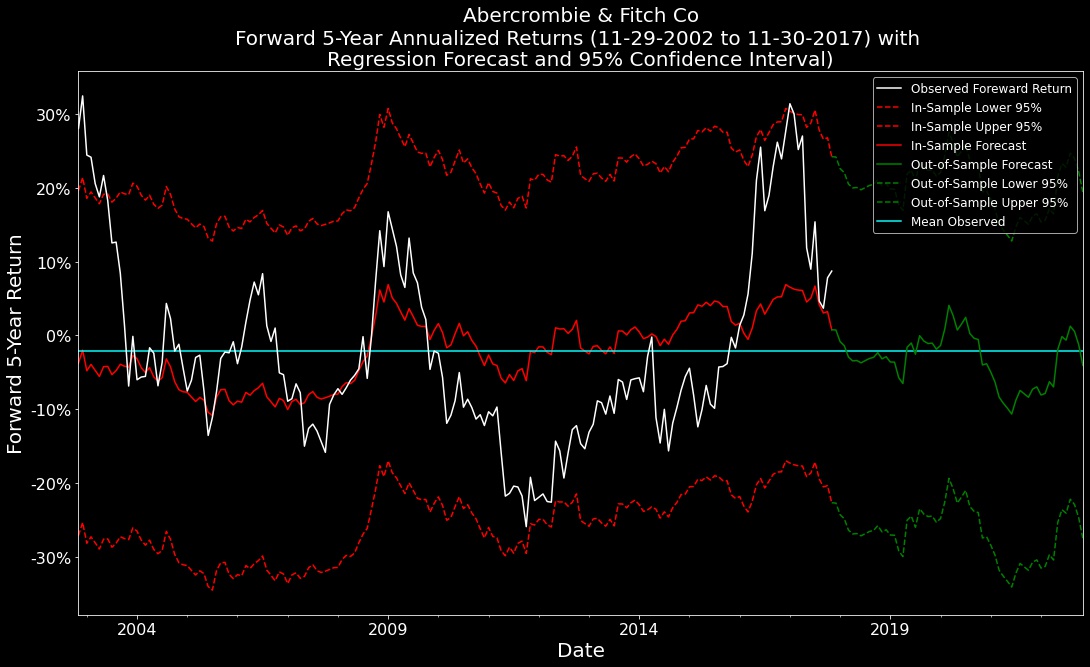 Abercrombie & Fitch Co
Forward 5-Year Annualized Returns (11-29-2002 to 11-30-2017) with
Regression Forecast and 95% Confidence Interval)
Forward 5-Year Return
30%
20%
10%
0%
-10%
-20%
-30%
Observed Foreward Return
In-Sample Lower 95%
In-Sample Upper 95%
In-Sample Forecast
Out-of-Sample Forecast
Out-of-Sample Lower 95%
Out-of-Sample Upper 95%
Mean Observed
2004
2009
2014
2019
Date